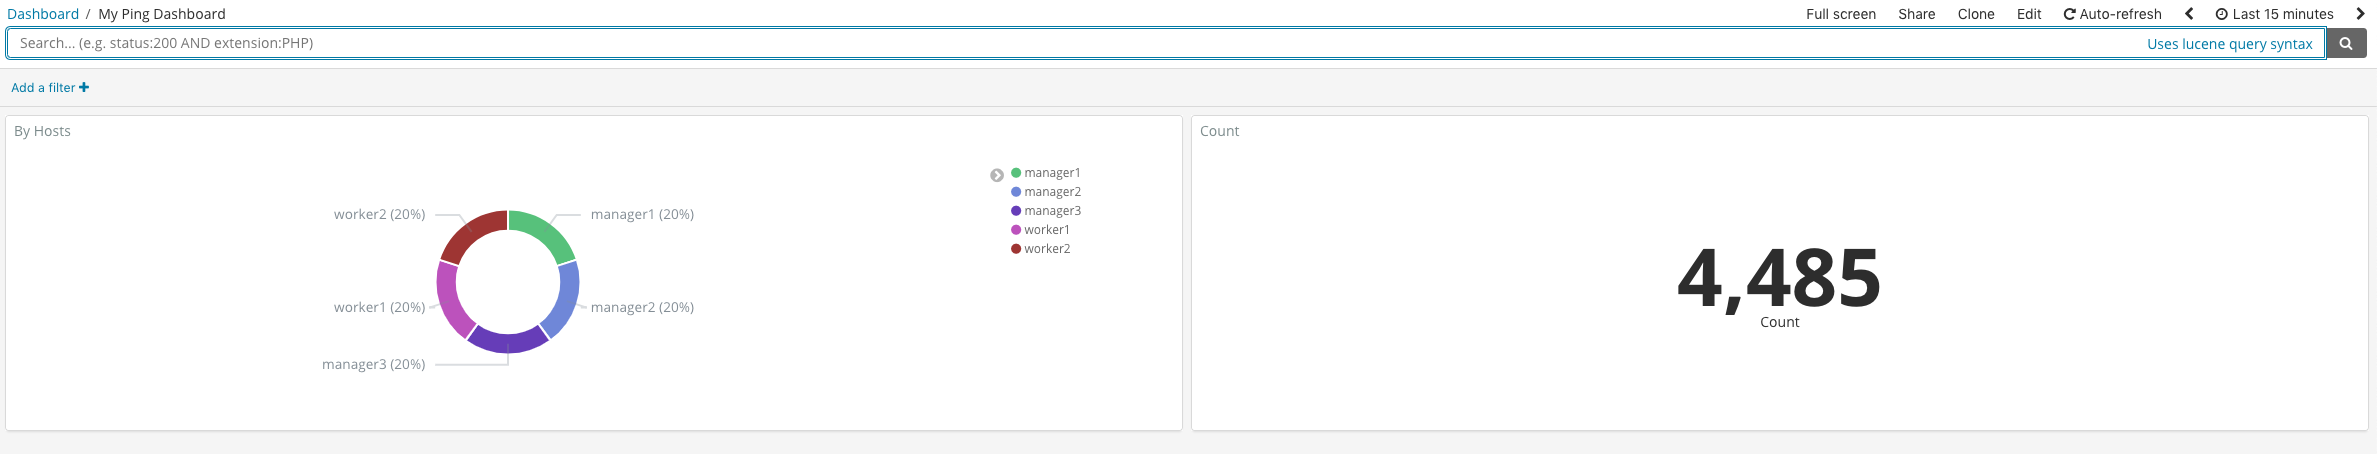 Dashboard / My Ping Dashboard
Full screen Share Clone Edit Auto-refresh Last 15 minutes
Search... (e.g. status:200 AND extension:PHP)
Uses lucene query syntax
Add a filter
By Hosts
worker2 (20%)
manager1 (20%)
worker1 (20%)
manager2 (20%)
manager3 (20%)
manager1
manager2
manager3
worker1
worker2
Count
4,485
Count